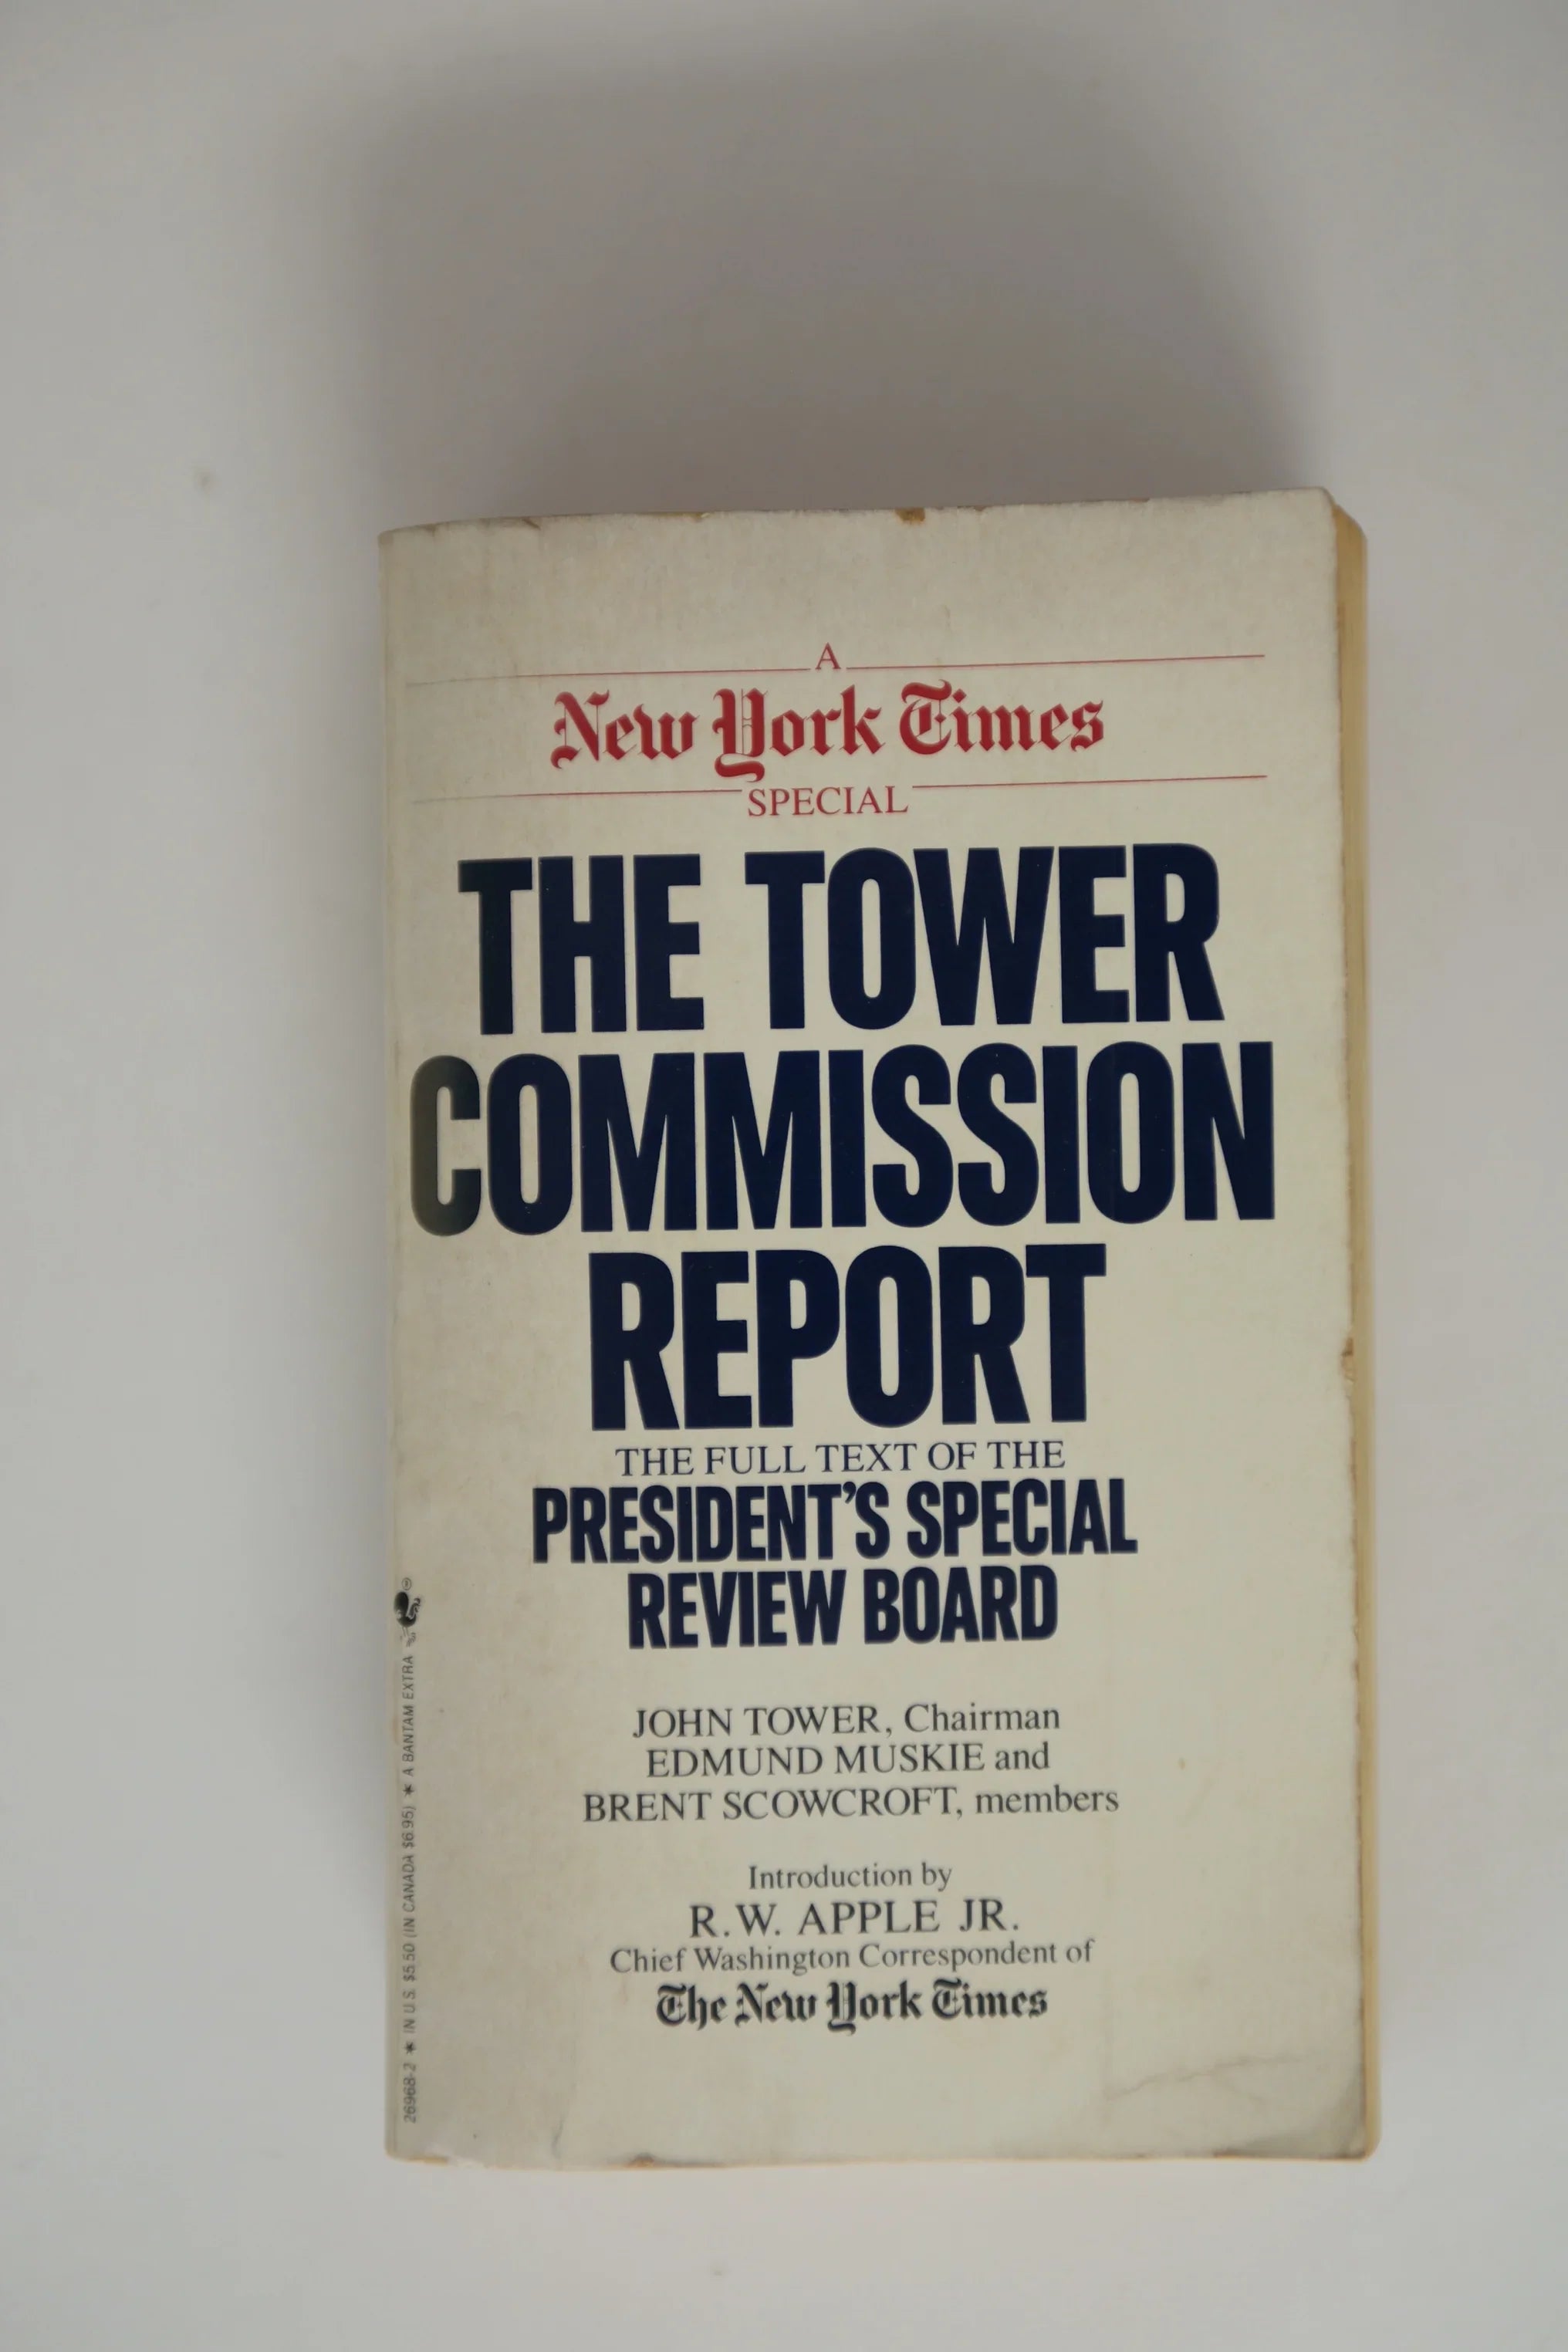 A
New York Times
SPECIAL
THE TOWER
COMMISSION
REPORT
THE FULL TEXT OF THE
PRESIDENT'S SPECIAL
REVIEW BOARD
JOHN TOWER, Chairman
EDMUND MUSKIE and
BRENT SCOWCROFT, members
Introduction by
R.W. APPLE JR.
Chief Washington Correspondent of
The New York Times
26968-2 * IN U.S. $5.50 (IN CANADA $6.95) * A BANTAM EXTRA